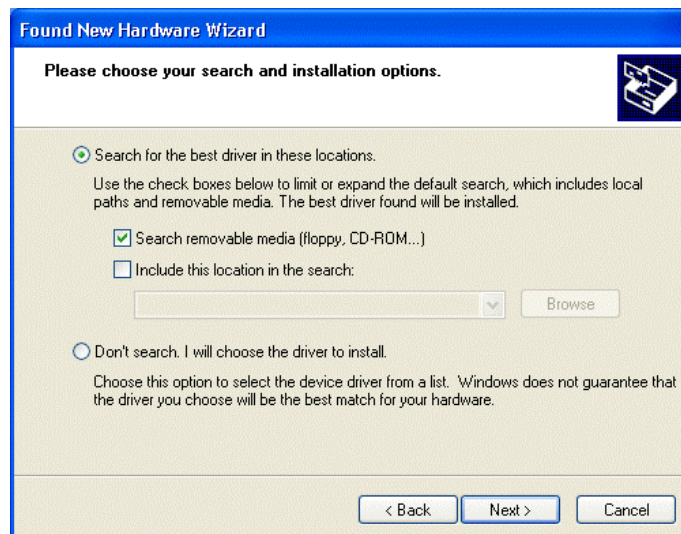 Found New Hardware Wizard
Please choose your search and installation options.
Search for the best driver in these locations.
Use the check boxes below to limit or expand the default search, which includes local
paths and removable media. The best driver found will be installed.
Search removable media (floppy, CD-ROM...)
Include this location in the search:
Browse
Don't search. I will choose the driver to install.
Choose this option to select the device driver from a list. Windows does not guarantee that
the driver you choose will be the best match for your hardware.
< Back Next > Cancel